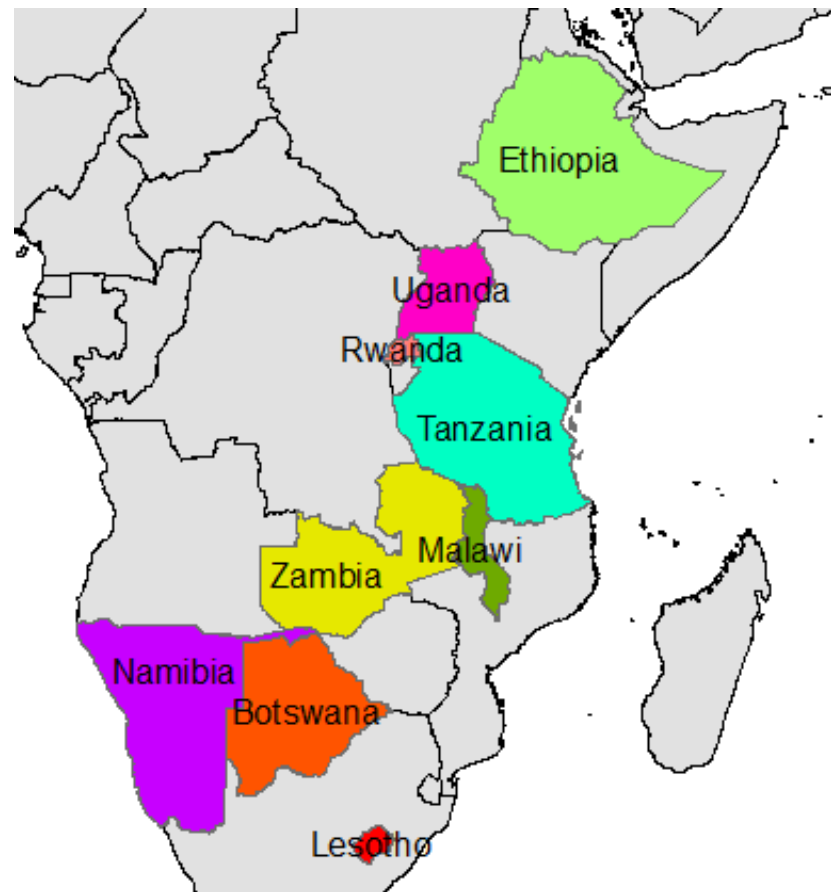 Ethiopia
Uganda
Rwanda
Tanzania
Malawi
Zambia
Namibia
Botswana
Lesotho